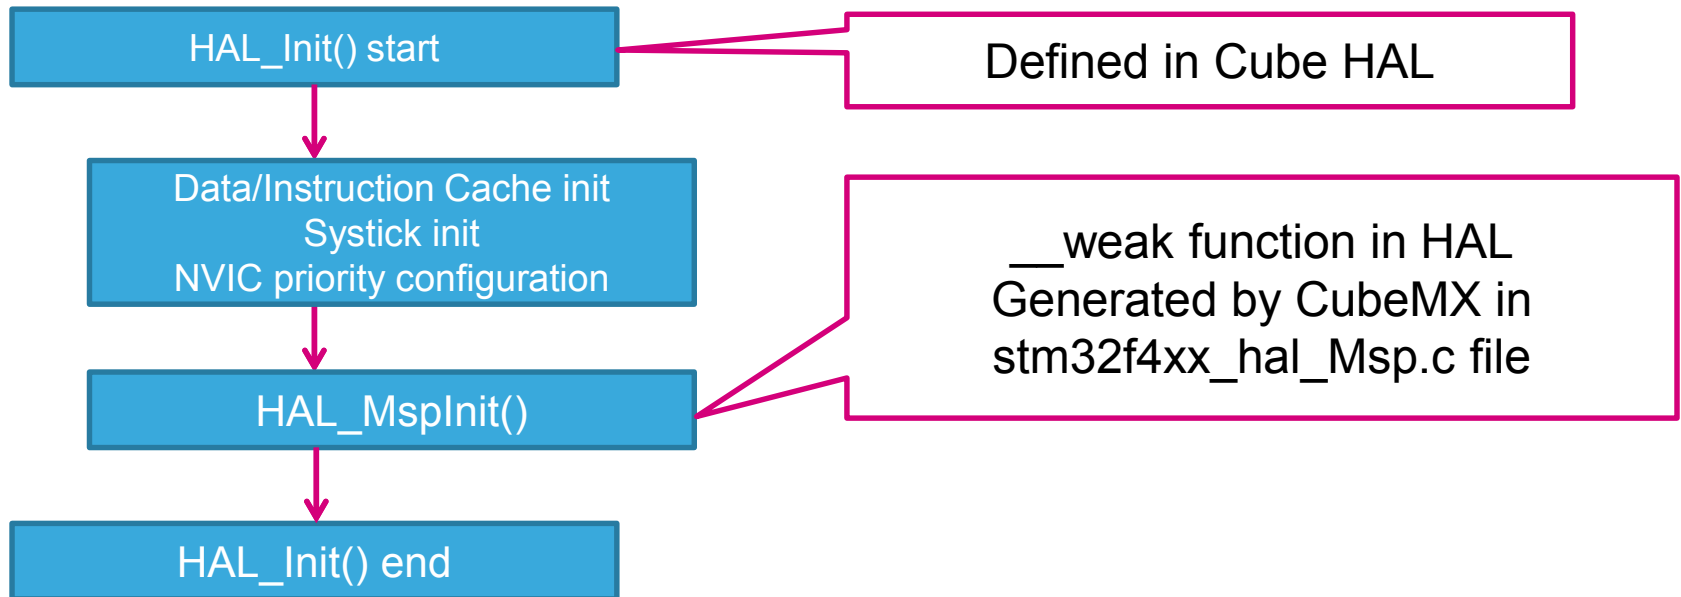 HAL_Init() start
Defined in Cube HAL
Data/Instruction Cache init
Systick init
NVIC priority configuration
__weak function in HAL
Generated by CubeMX in
stm32f4xx_hal_Msp.c file
HAL_MspInit()
HAL_Init() end